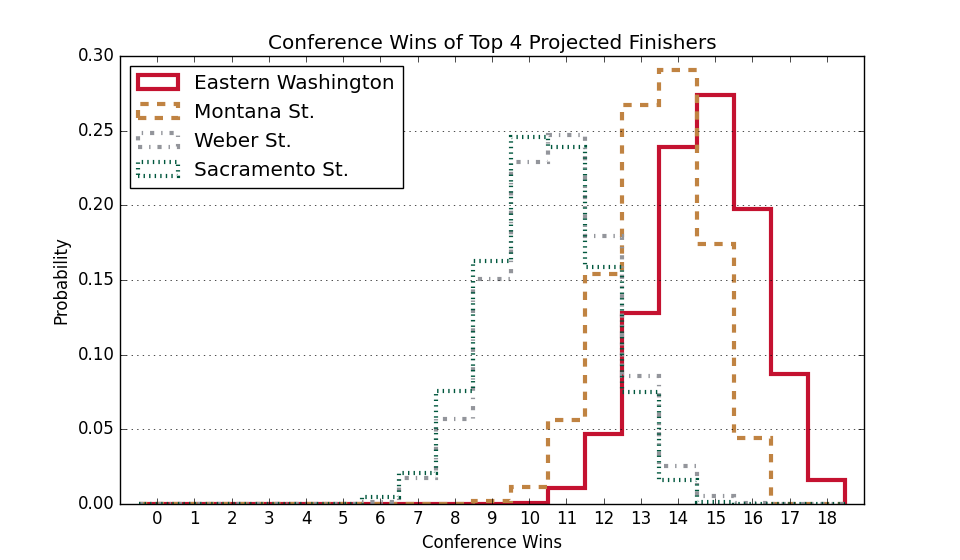 Conference Wins of Top 4 Projected Finishers
0.30
0.25
0.20
0.15
0.10
0.05
0.00
Probability
Eastern Washington
Montana St.
Weber St.
Sacramento St.
0 1 2 3 4 5 6 7 8 9 10 11 12 13 14 15 16 17 18
Conference Wins